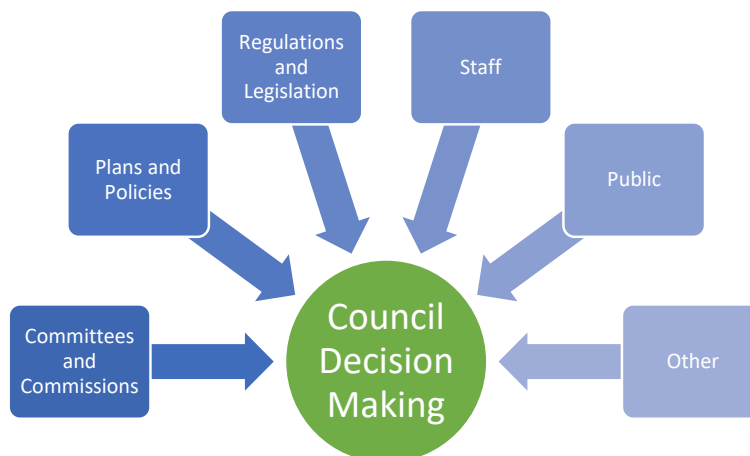 Regulations
and
Legislation
Staff
Plans and
Policies
Public
Committees
and
Commissions
Council
Decision
Making
Other